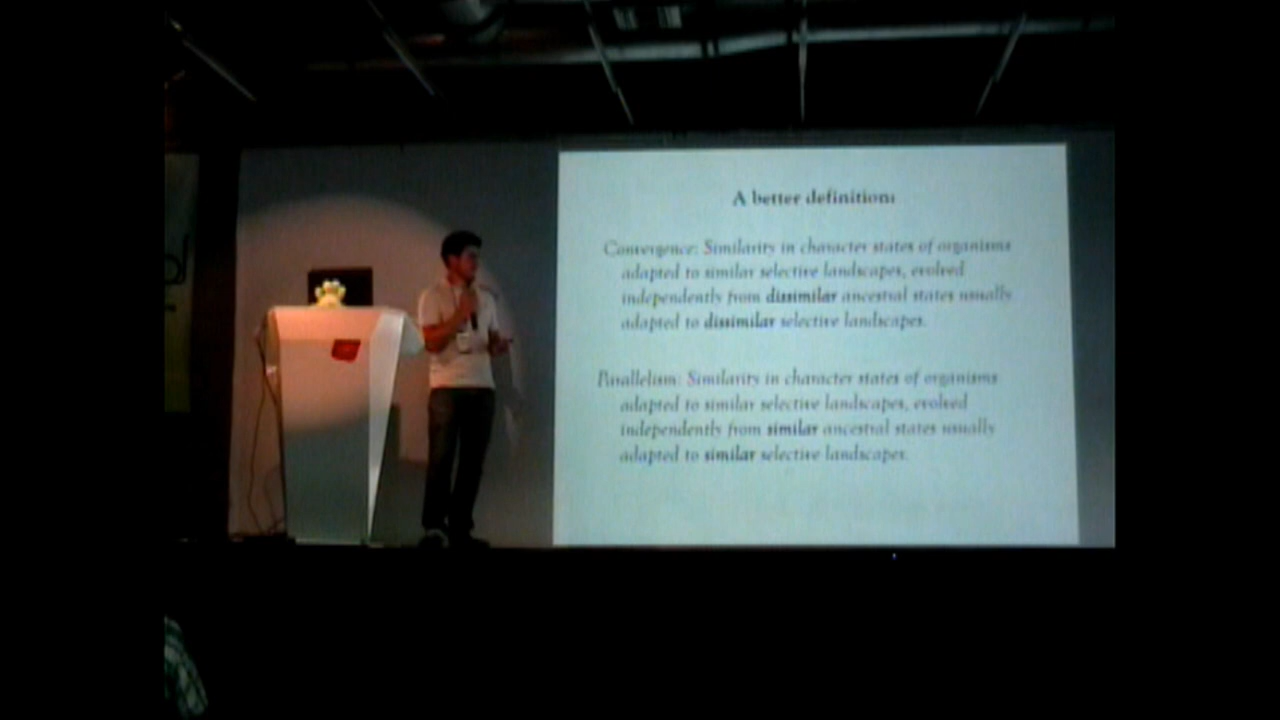 A better definition:
Convergence: Similarity in character states of organisms
adapted to similar selective landscapes, evolved
independently from dissimilar ancestral states usually
adapted to dissimilar selective landscapes.
Parallelism: Similarity in character states of organisms
adapted to similar selective landscapes, evolved
independently from similar ancestral states usually
adapted to similar selective landscapes.